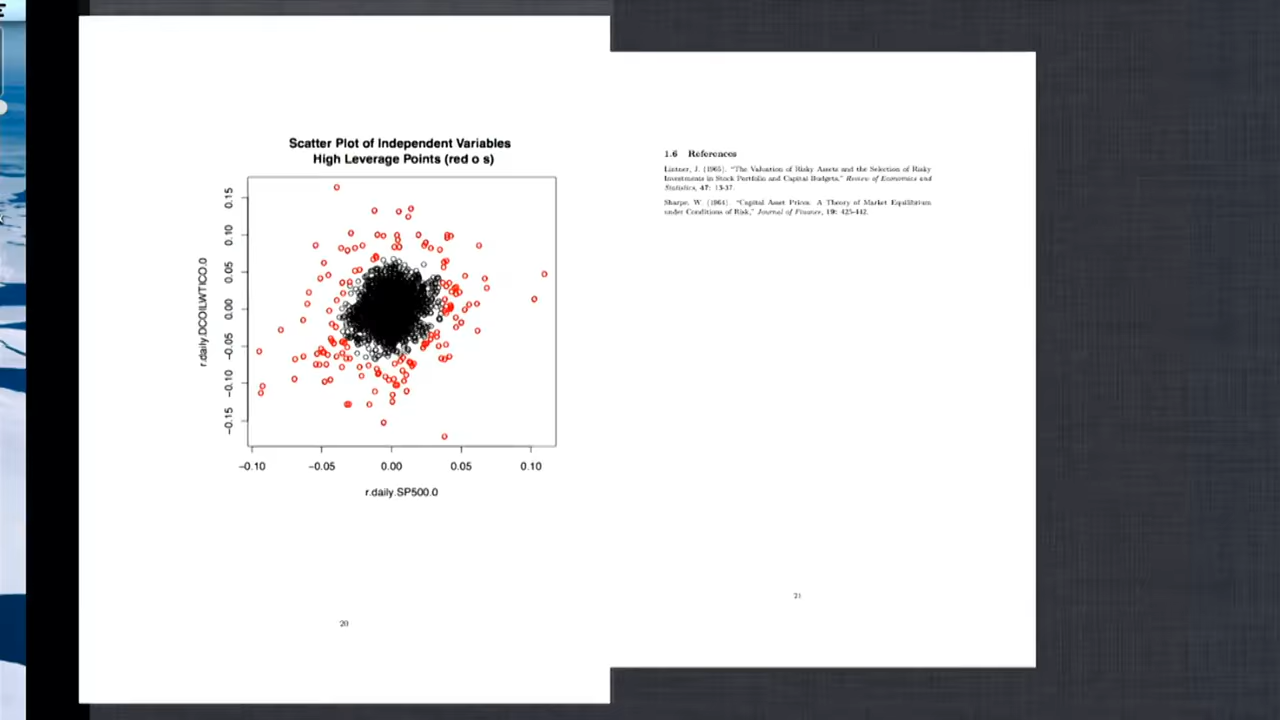 Scatter Plot of Independent Variables
High Leverage Points (red o s)
r.daily.DCOILWTICO.0
0.15
0.10
0.05
0.00
−0.05
−0.10
−0.15
−0.10 −0.05 0.00 0.05 0.10
r.daily.SP500.0
20
1.6 References
Lintner, J. (1965). "The Valuation of Risky Assets and the Selection of Risky
Investments in Stock Portfolio and Capital Budgets." Review of Economics and
Statistics, 47: 13-37.
Sharpe, W. (1964). "Capital Asset Prices: A Theory of Market Equilibrium
under Conditions of Risk," Journal of Finance, 19: 425-442.
21